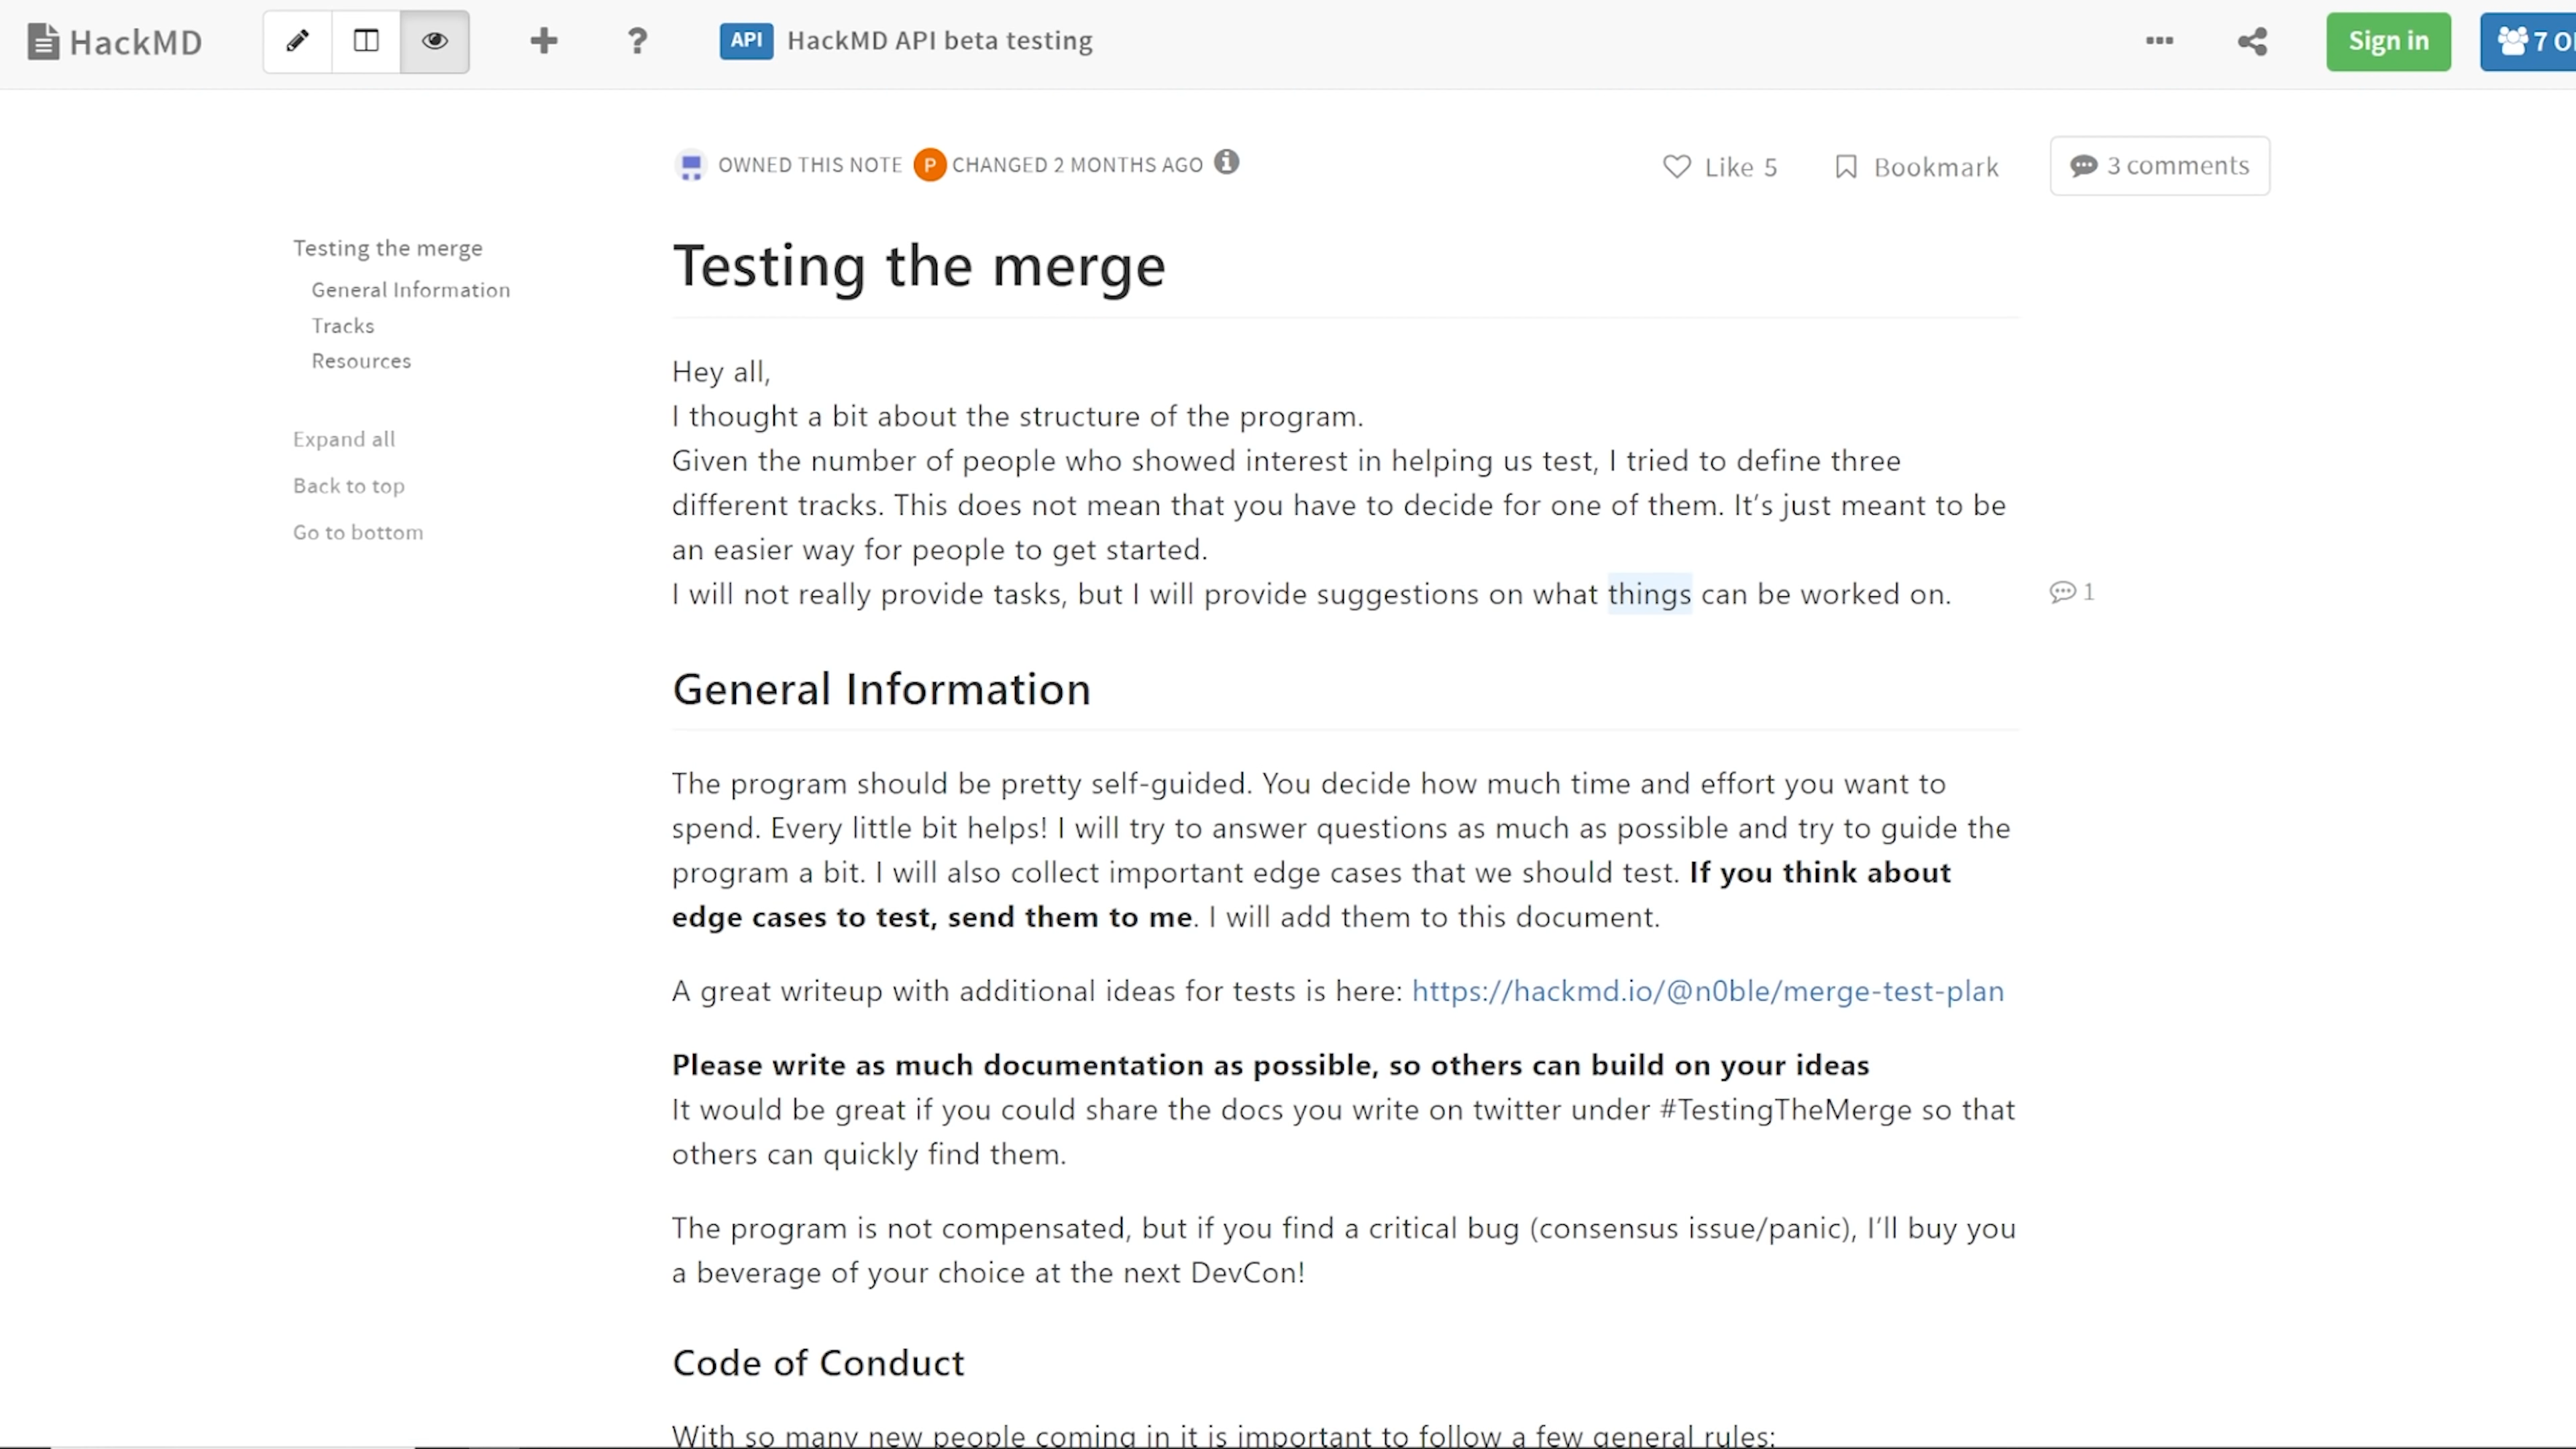 HackMD
API HackMD API beta testing
Sign in
7
OWNED THIS NOTE P CHANGED 2 MONTHS AGO
Like 5
Bookmark
3 comments
Testing the merge
General Information
Tracks
Resources
Expand all
Back to top
Go to bottom
Testing the merge
Hey all,
I thought a bit about the structure of the program.
Given the number of people who showed interest in helping us test, I tried to define three
different tracks. This does not mean that you have to decide for one of them. It’s just meant to be
an easier way for people to get started.
I will not really provide tasks, but I will provide suggestions on what things can be worked on.
1
General Information
The program should be pretty self-guided. You decide how much time and effort you want to
spend. Every little bit helps! I will try to answer questions as much as possible and try to guide the
program a bit. I will also collect important edge cases that we should test. If you think about
edge cases to test, send them to me. I will add them to this document.
A great writeup with additional ideas for tests is here: https://hackmd.io/@n0ble/merge-test-plan
Please write as much documentation as possible, so others can build on your ideas
It would be great if you could share the docs you write on twitter under #TestingTheMerge so that
others can quickly find them.
The program is not compensated, but if you find a critical bug (consensus issue/panic), I’ll buy you
a beverage of your choice at the next DevCon!
Code of Conduct
With so many new people coming in it is important to follow a few general rules: